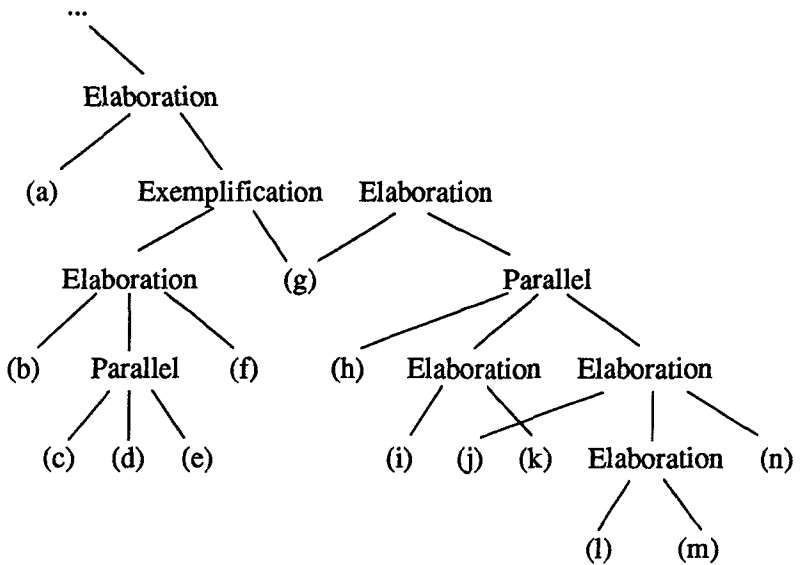 ...
Elaboration
(a) Exemplification Elaboration
Elaboration (g) Parallel
(b) Parallel (f) (h) Elaboration Elaboration
(c) (d) (e) (i) (j) (k) Elaboration (n)
(l) (m)